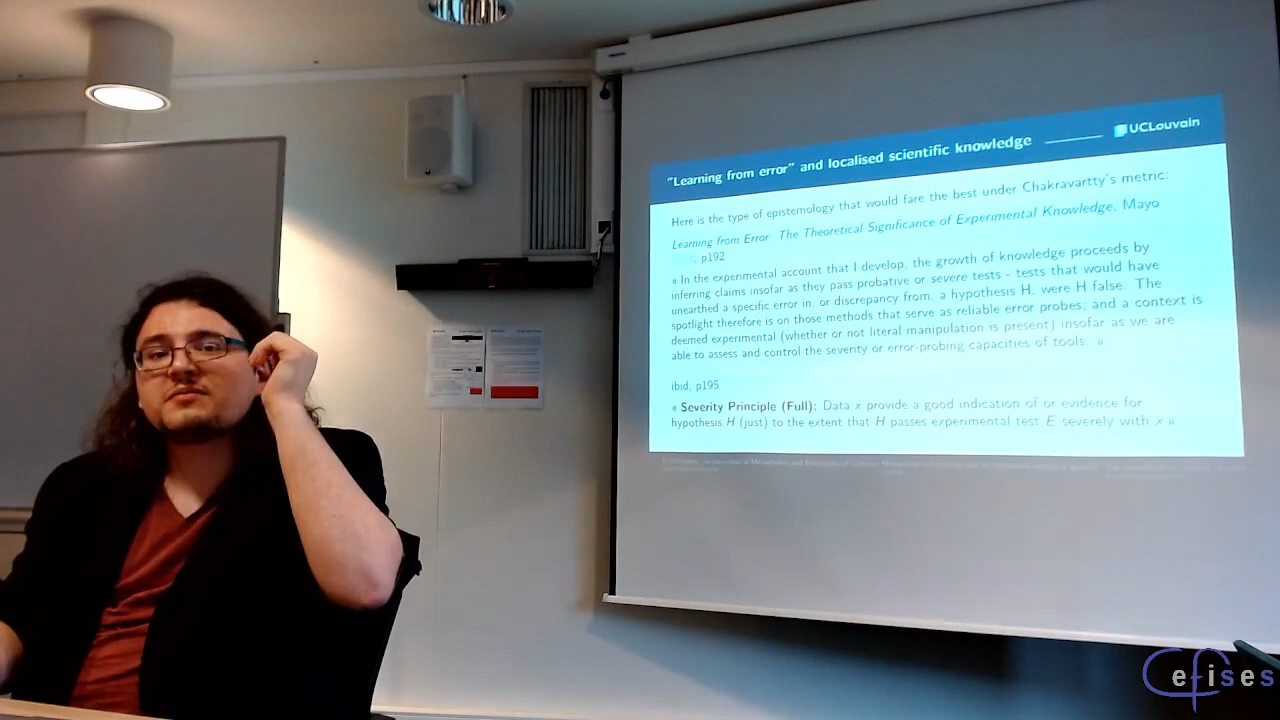 "Learning from error" and localised scientific knowledge
UCLouvain
Here is the type of epistemology that would fare the best under Chakravartty's metric:
Learning from Error The Theoretical Significance of Experimental Knowledge, Mayo
, p192
« In the experimental account that I develop, the growth of knowledge proceeds by
inferring claims insofar as they pass probative or severe tests - tests that would have
unearthed a specific error in, or discrepancy from, a hypothesis H, were H false. The
spotlight therefore is on those methods that serve as reliable error probes; and a context is
deemed experimental (whether or not literal manipulation is present) insofar as we are
able to assess and control the severity or error-probing capacities of tools. »
ibid, p195
« Severity Principle (Full): Data x provide a good indication of or evidence for
hypothesis H (just) to the extent that H passes experimental test E severely with x »
Cefises